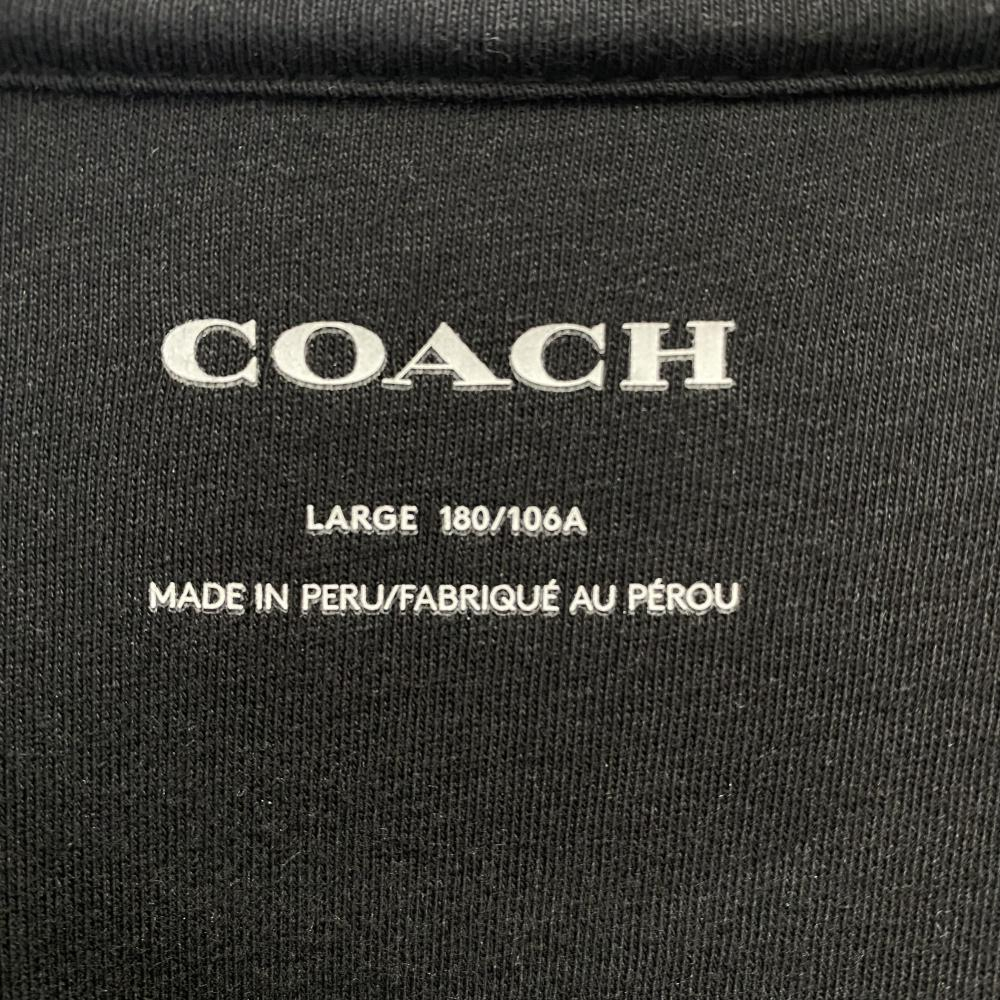 COACH
LARGE 180/106A
MADE IN PERU/FABRIQUÉ AU PÉROU